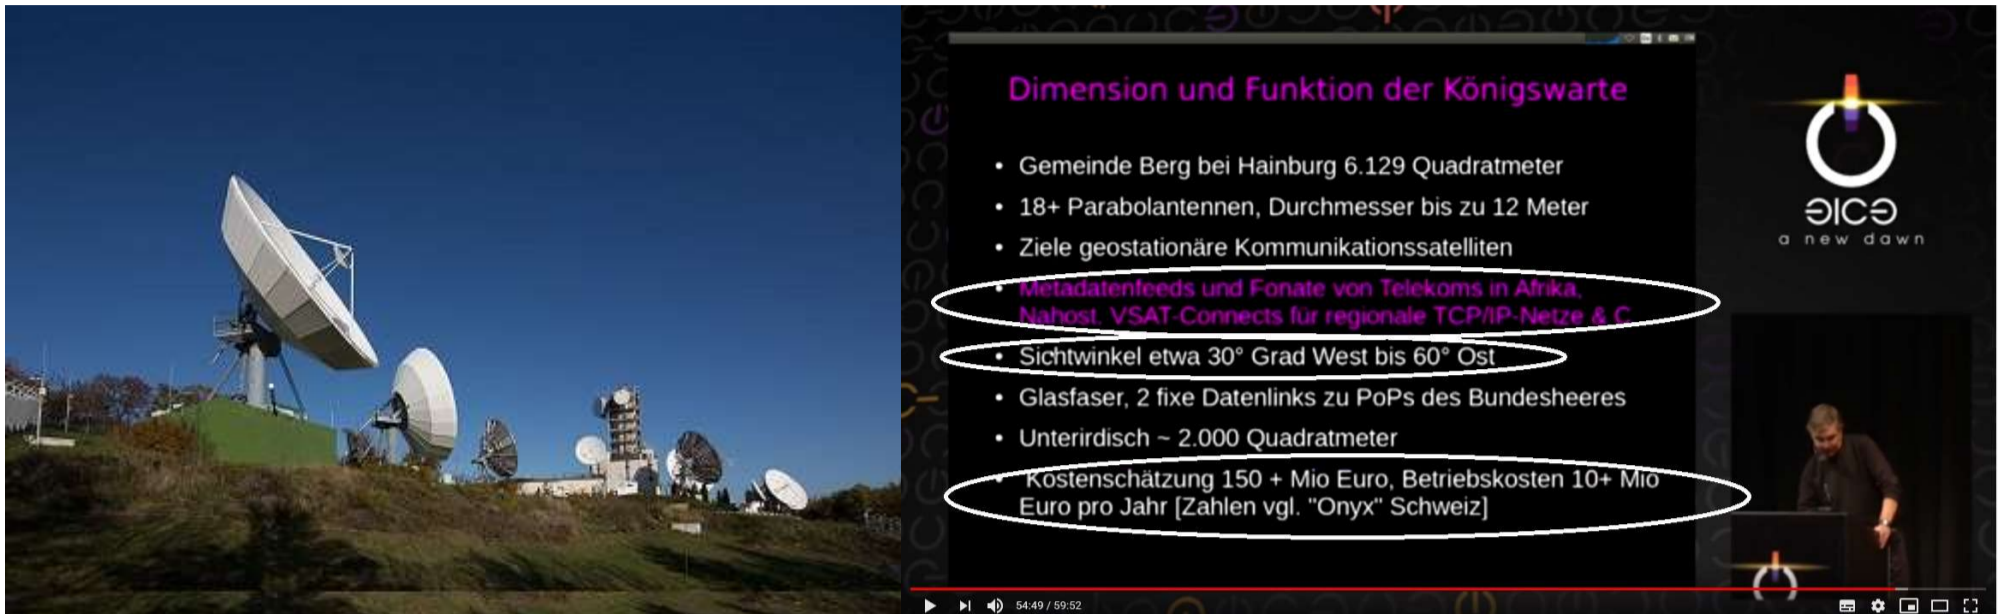 Dimension und Funktion der Königswarte
• Gemeinde Berg bei Hainburg 6.129 Quadratmeter
• 18+ Parabolantennen, Durchmesser bis zu 12 Meter
• Ziele geostationäre Kommunikationssatelliten
• Metadatenfeeds und Fonate von Telekoms in Afrika,
Nahost. VSAT-Connects für regionale TCP/IP-Netze & C
• Sichtwinkel etwa 30° Grad West bis 60° Ost
• Glasfaser, 2 fixe Datenlinks zu PoPs des Bundesheeres
• Unterirdisch ~ 2.000 Quadratmeter
• Kostenschätzung 150 + Mio Euro, Betriebskosten 10+ Mio
Euro pro Jahr [Zahlen vgl. "Onyx" Schweiz]
a new dawn
54:49 / 59:52